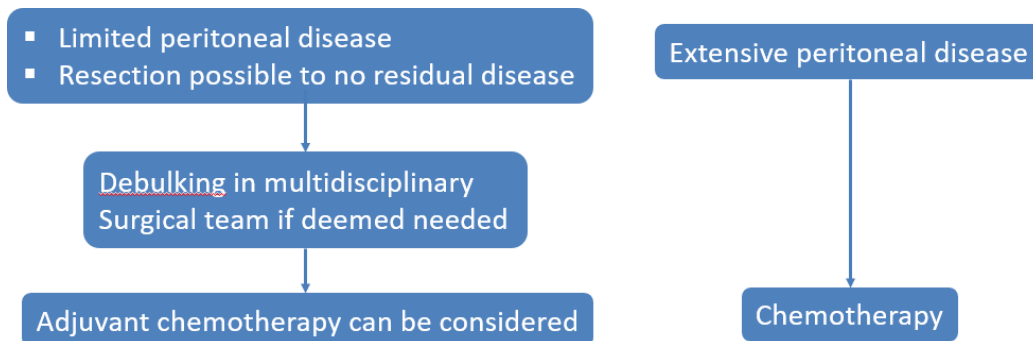 ▪ Limited peritoneal disease
▪ Resection possible to no residual disease
Debulking in multidisciplinary
Surgical team if deemed needed
Adjuvant chemotherapy can be considered
Extensive peritoneal disease
Chemotherapy